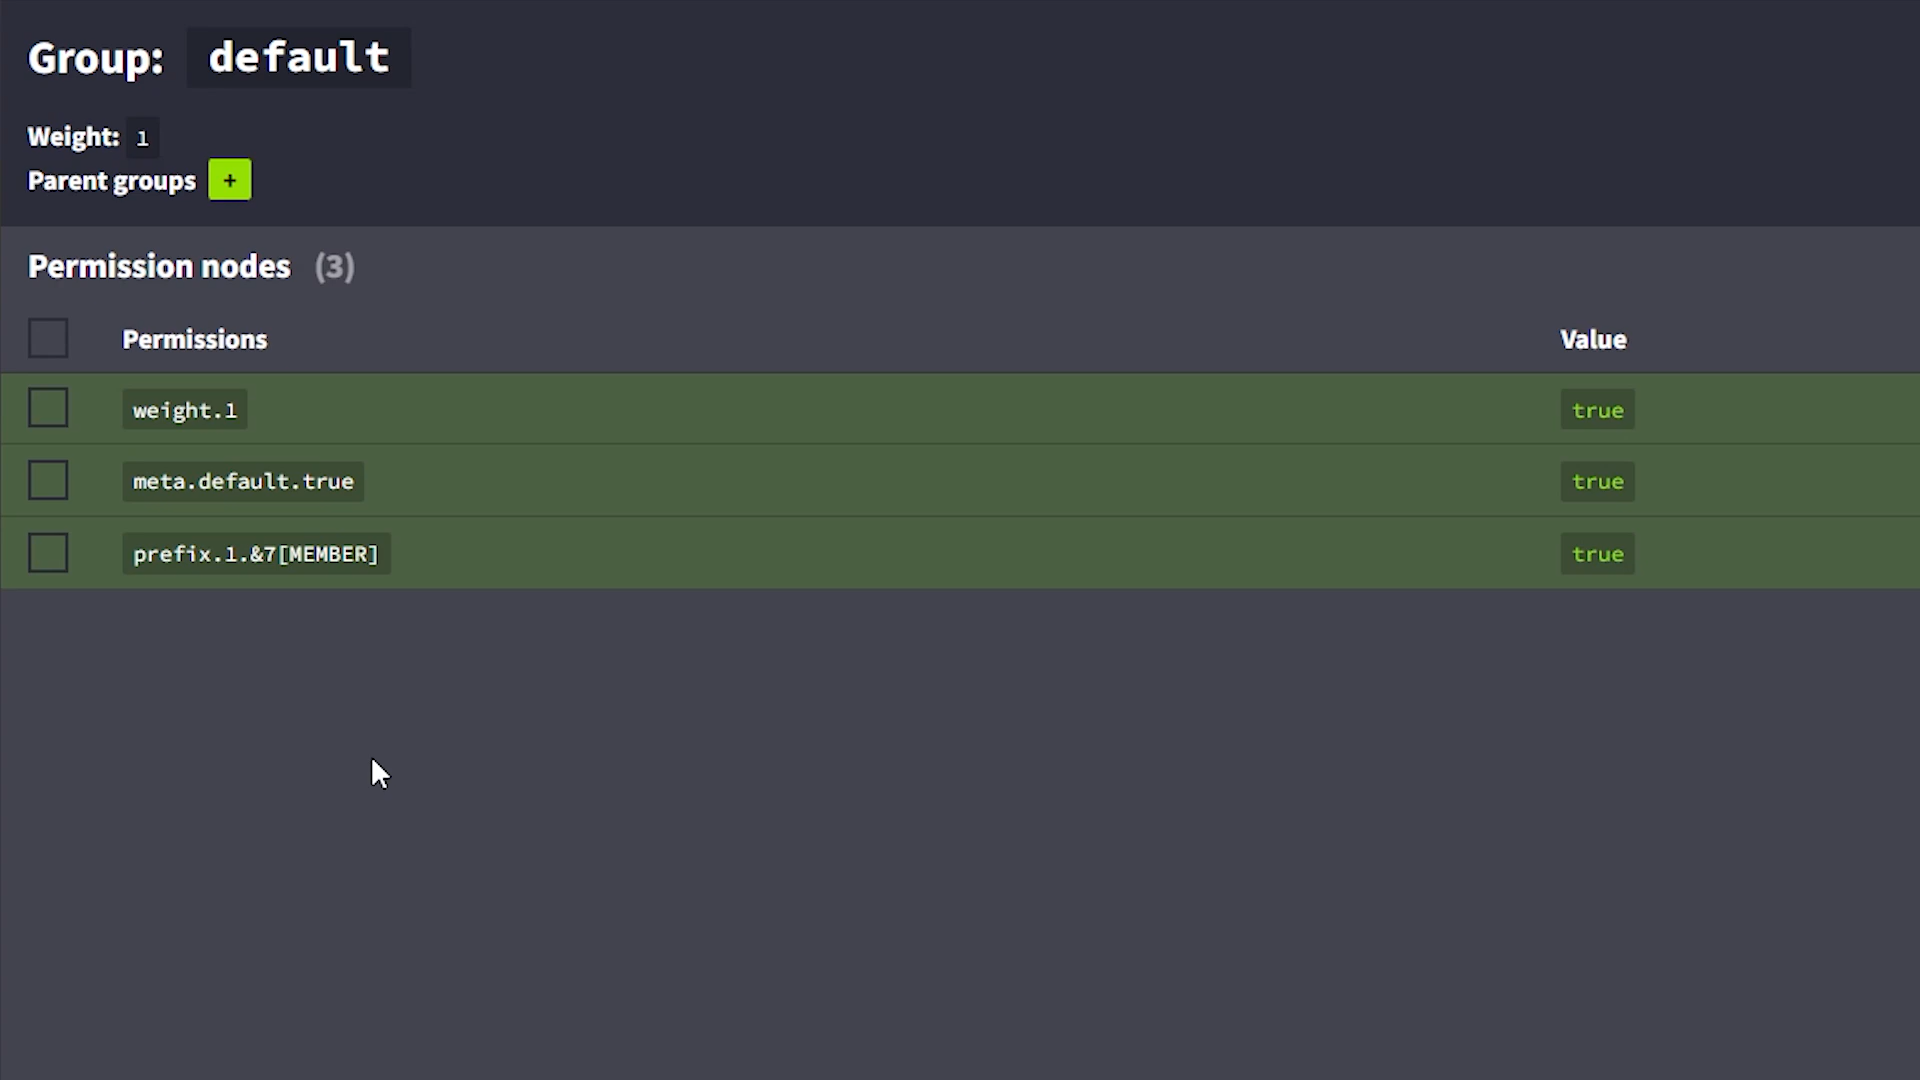 Group: default
Weight: 1
Parent groups +
Permission nodes (3)
Permissions Value
weight.1 true
meta.default.true true
prefix.1.&7[MEMBER] true